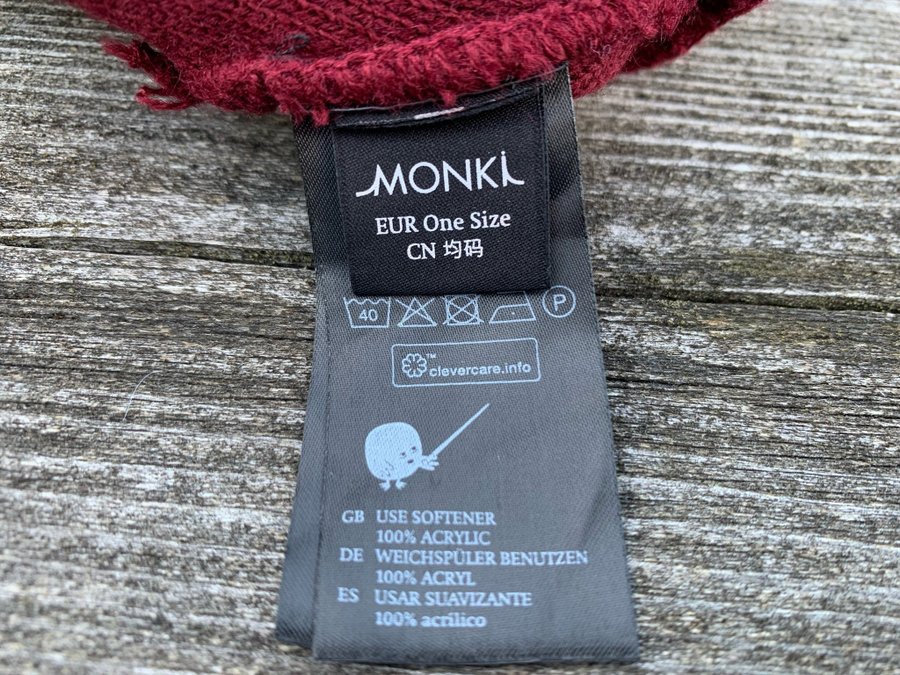 MONKi
EUR One Size
CN 均码
40 P
™
clevercare.info
GB USE SOFTENER
100% ACRYLIC
DE WEICHSPÜLER BENUTZEN
100% ACRYL
ES USAR SUAVIZANTE
100% acrílico